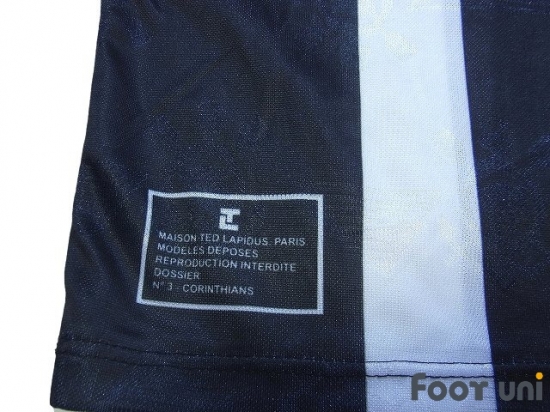 MAISON TED LAPIDUS. PARIS
MODELES DEPOSES
REPRODUCTION INTERDITE
DOSSIER
N° 3 - CORINTHIANS
FOOT uni